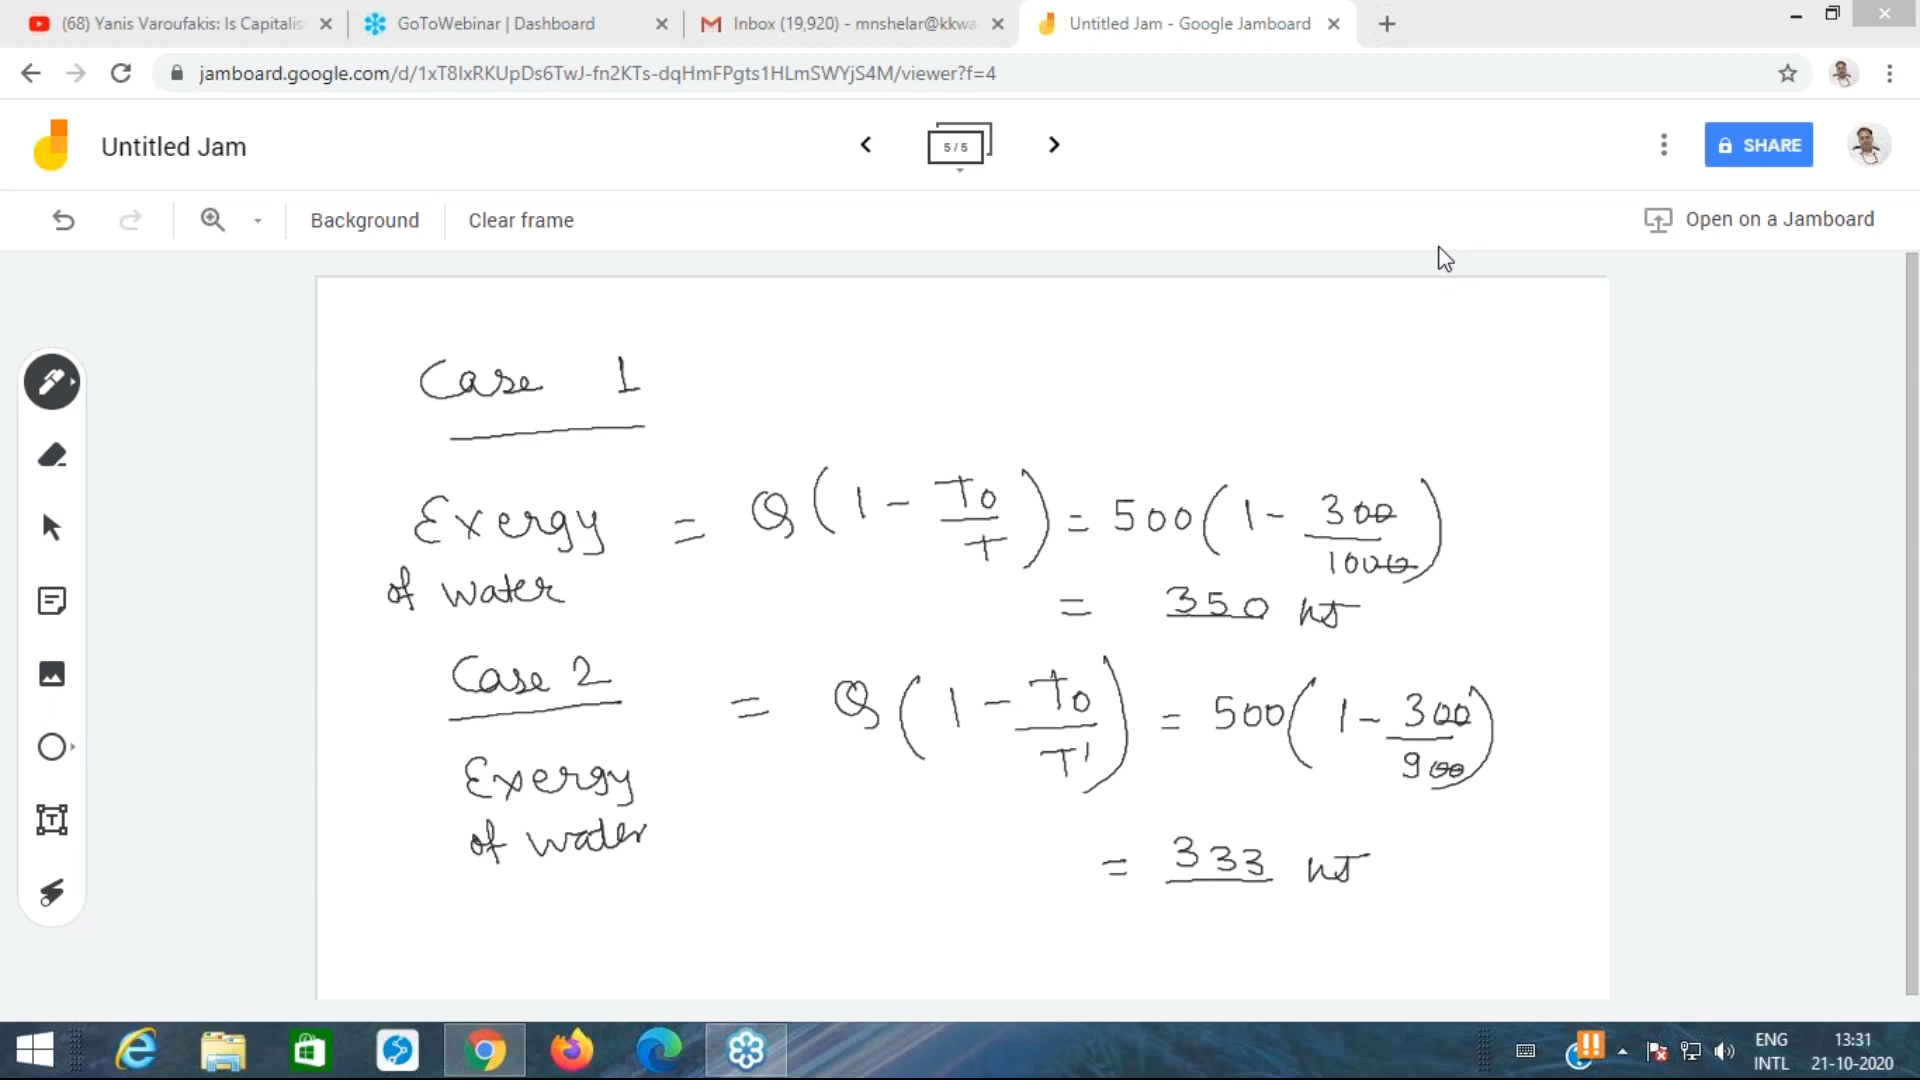 (68) Yanis Varoufakis: Is Capitalis
GoToWebinar | Dashboard
Inbox (19,920) - mnshelar@kkwa
Untitled Jam - Google Jamboard
jamboard.google.com/d/1xT8IxRKUpDs6TwJ-fn2KTs-dqHmFPgts1HLmSWYjS4M/viewer?f=4
Untitled Jam
5 / 5
SHARE
Background
Clear frame
Open on a Jamboard
Case 1
Exergy of water = Q(1 - To/T) = 500(1 - 300/1000)
= 350 kJ
Case 2
Exergy of water = Q(1 - To/T') = 500(1 - 300/900)
= 333 kJ
ENG
INTL
13:31
21-10-2020